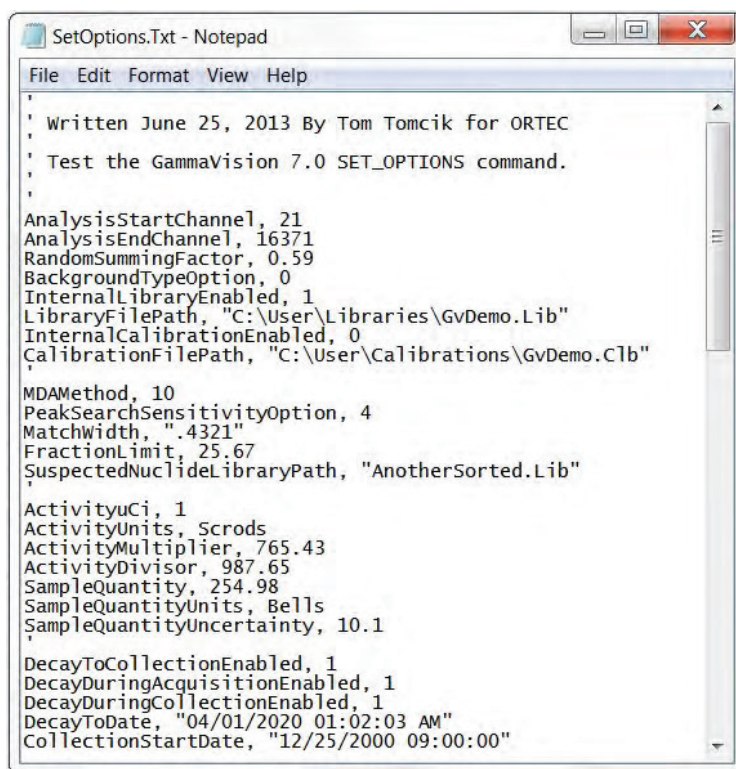 SetOptions.Txt - Notepad
File Edit Format View Help
'
' Written June 25, 2013 By Tom Tomcik for ORTEC
'
' Test the GammaVision 7.0 SET_OPTIONS command.
'
'
AnalysisStartChannel, 21
AnalysisEndChannel, 16371
RandomSummingFactor, 0.59
BackgroundTypeOption, 0
InternalLibraryEnabled, 1
LibraryFilePath, "C:\User\Libraries\GvDemo.Lib"
InternalCalibrationEnabled, 0
CalibrationFilePath, "C:\User\Calibrations\GvDemo.Clb"
'
MDAMethod, 10
PeakSearchSensitivityOption, 4
MatchWidth, ".4321"
FractionLimit, 25.67
SuspectedNuclideLibraryPath, "AnotherSorted.Lib"
'
ActivityuCi, 1
ActivityUnits, Scrods
ActivityMultiplier, 765.43
ActivityDivisor, 987.65
SampleQuantity, 254.98
SampleQuantityUnits, Bells
SampleQuantityUncertainty, 10.1
'
DecayToCollectionEnabled, 1
DecayDuringAcquisitionEnabled, 1
DecayDuringCollectionEnabled, 1
DecayToDate, "04/01/2020 01:02:03 AM"
CollectionStartDate, "12/25/2000 09:00:00"